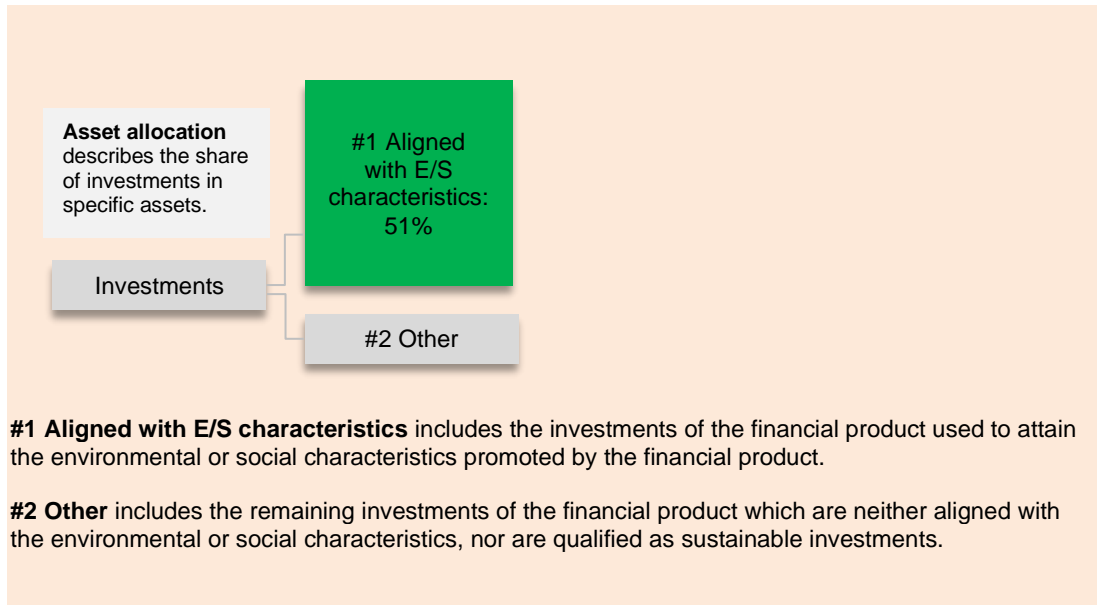 Asset allocation
describes the share
of investments in
specific assets.
#1 Aligned
with E/S
characteristics:
51%
Investments
#2 Other
#1 Aligned with E/S characteristics includes the investments of the financial product used to attain
the environmental or social characteristics promoted by the financial product.
#2 Other includes the remaining investments of the financial product which are neither aligned with
the environmental or social characteristics, nor are qualified as sustainable investments.